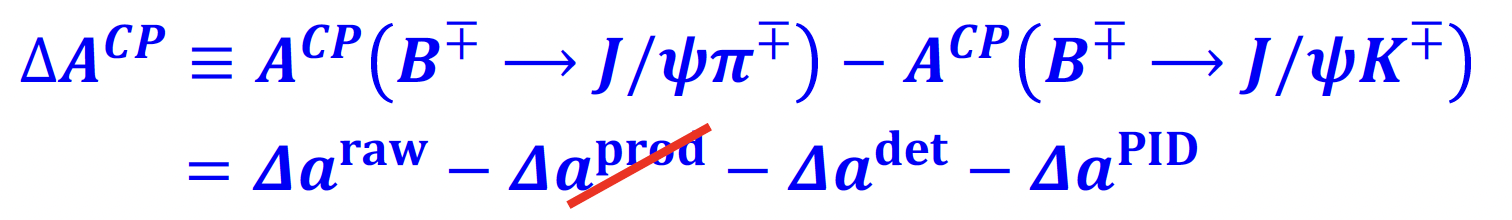 ΔA^{CP} ≡ A^{CP}(B^∓ ⟶ J/ψπ^∓) − A^{CP}(B^∓ ⟶ J/ψK^∓)
= Δa^{raw} − Δa^{prod} − Δa^{det} − Δa^{PID}